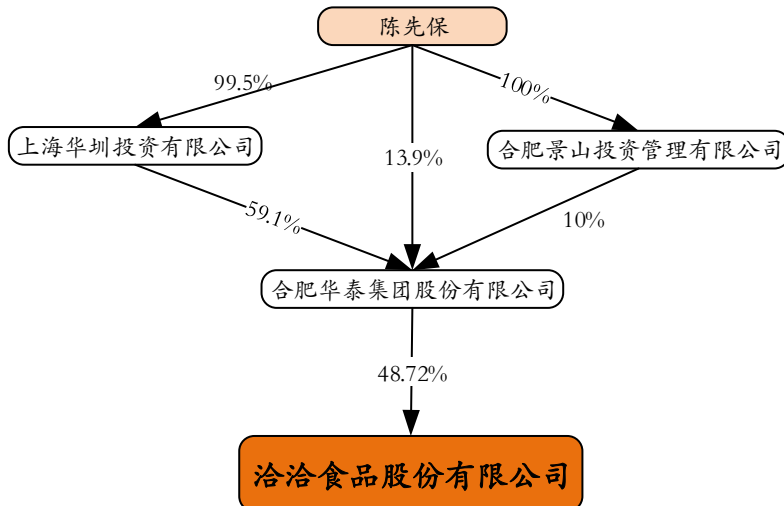 陈先保
99.5%
100%
上海华圳投资有限公司
13.9%
合肥景山投资管理有限公司
59.1%
10%
合肥华泰集团股份有限公司
48.72%
洽洽食品股份有限公司